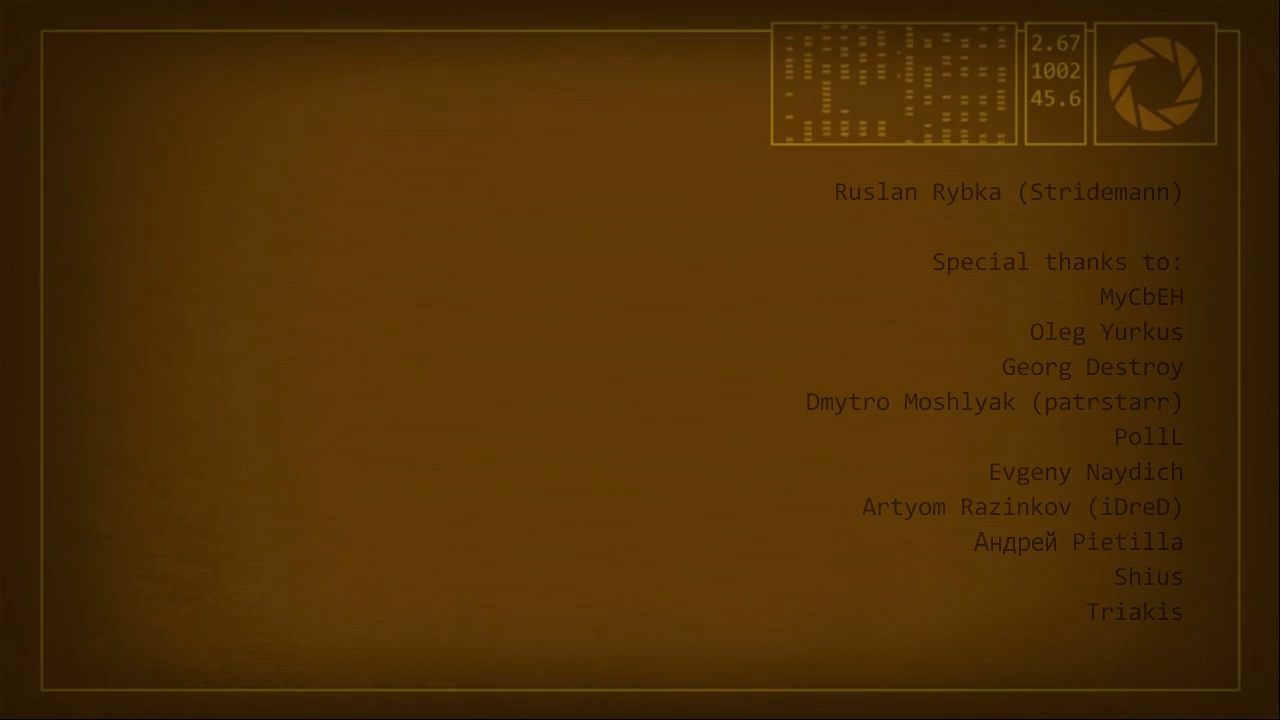 2.67
1002
45.6
Ruslan Rybka (Stridemann)
Special thanks to:
MyCbEH
Oleg Yurkus
Georg Destroy
Dmytro Moshlyak (patrstarr)
PollL
Evgeny Naydich
Artyom Razinkov (iDreD)
Андрей Pietilla
Shius
Triakis